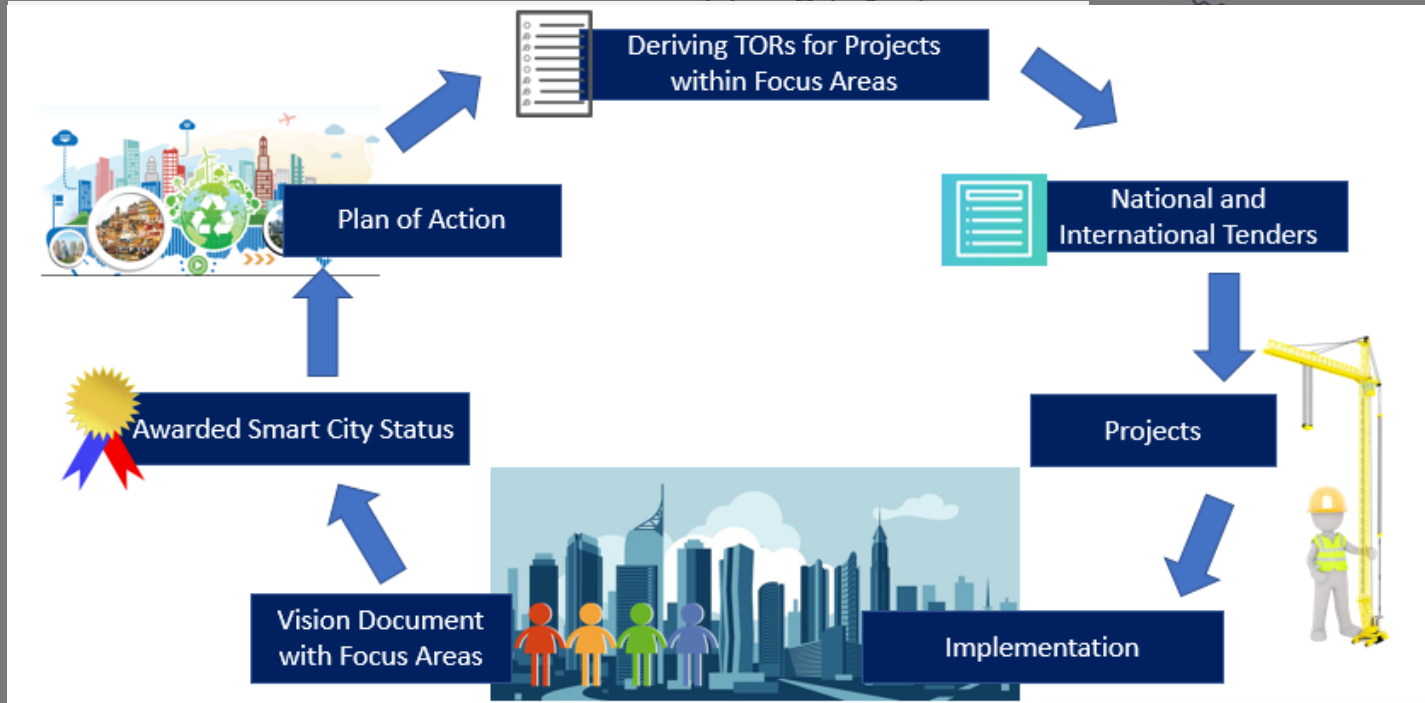 Deriving TORs for Projects
within Focus Areas
Plan of Action
National and
International Tenders
Awarded Smart City Status
Projects
Vision Document
with Focus Areas
Implementation